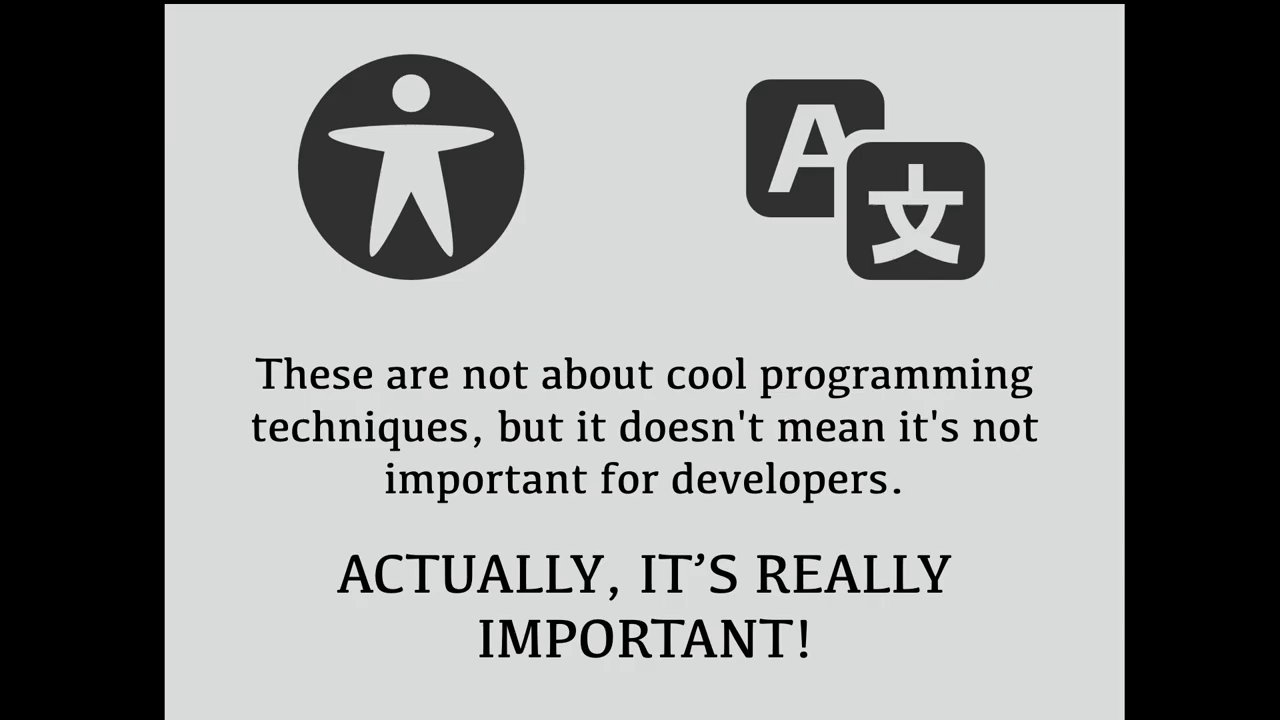 A
文
These are not about cool programming
techniques, but it doesn't mean it's not
important for developers.
ACTUALLY, IT’S REALLY
IMPORTANT!